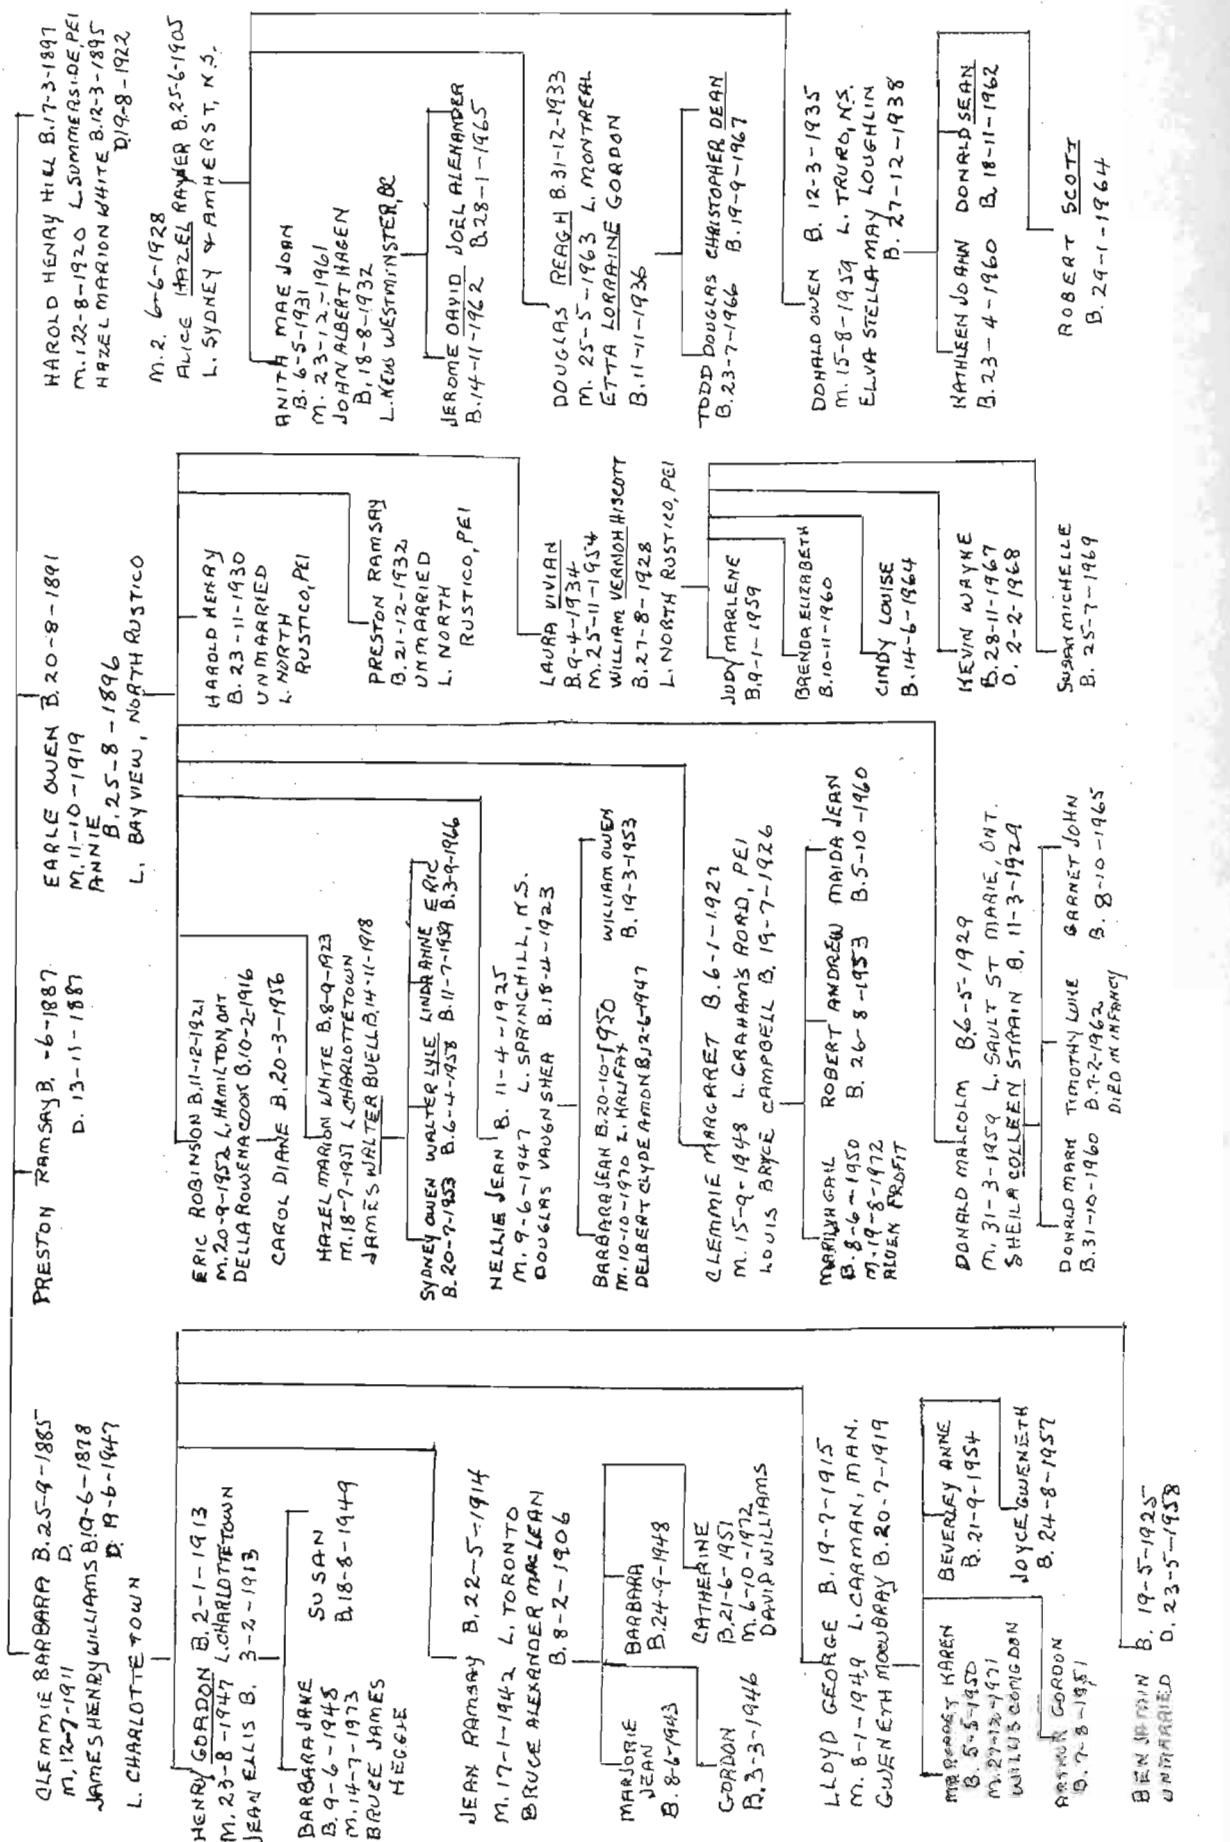 CLEMMIE BARBARA B.25-9-1885
M.12-7-1911 D.
JAMES HENRY WILLIAMS B.19-6-1878
D. 19-6-1947
L. CHARLOTTETOWN
HENRY GORDON B.2-1-1913
M. 23-8-1947 L.CHARLOTTETOWN
JEAN ELLIS B. 3-2-1913
BARBARA JANE
B. 9-6-1948
M. 14-7-1973
BRUCE JAMES
HEGGIE
SUSAN
B.18-8-1949
JEAN RAMSAY B.22-5-1914
M. 17-1-1942 L. TORONTO
BRUCE ALEXANDER MACLEAN
B. 8-2-1906
MARJORIE
JEAN
B. 8-6-1943
BARBARA
B.24-9-1948
GORDON
B. 3-3-1946
CATHERINE
B.21-6-1951
M. 6-10-1972
DAVID WILLIAMS
LLOYD GEORGE B. 19-7-1915
M. 8-1-1949 L. CARMAN, MAN.
GWENETH MOWBRAY B. 20-7-1919
MARGARET KAREN
B. 5-5-1950
M. 27-12-1971
BEVERLEY ANNE
B. 21-9-1954
ARTHUR GORDON
B. 7-8-1951
JOYCE GWENETH
B. 24-8-1957
BENJAMIN B. 19-5-1925
UNMARRIED D. 23-5-1958
PRESTON RAMSAY B. -6-1887
D. 13-11-1887
EARLE OWEN B.20-8-1891
M. 11-10-1919
ANNIE
B.25-8-1896
L. BAYVIEW, NORTH RUSTICO
ERIC ROBINSON B.11-12-1921
M.20-9-1952 L.HAMILTON, ONT
DELLA ROWENA COOK B.10-2-1916
CAROL DIANE B.20-3-1956
HAZEL MARION WHITE B.8-9-1923
M.18-7-1951 L.CHARLOTTETOWN
JAMES WALTER BUELL B.14-11-1918
SYDNEY OWEN WALTER LYLE LINDA ANNE ERIC
B. 20-7-1953 B.6-4-1958 B.11-7-1959 B.3-9-1966
NELLIE JEAN B. 11-4-1925
M. 9-6-1947 L. SPRINGHILL, N.S.
DOUGLAS VAUGN SHEA B.18-4-1923
BARBARA JEAN B.20-10-1950
M. 10-10-1970 L. HALIFAX
DELBERT CLYDE AMON B.12-6-1947
WILLIAM OWEN
B. 19-3-1953
CLEMMIE MARGARET B.6-1-1927
M. 15-9-1948 L. GRAHAM'S ROAD, PEI
LOUIS BRYCE CAMPBELL B. 19-7-1926
MARILYN GAIL
B. 8-6-1950
M. 19-8-1972
ALDEN PROFIT
ROBERT ANDREW
B. 26-8-1953
MAIDA JEAN
B.5-10-1960
DONALD MALCOLM B.6-5-1929
M. 31-3-1959 L. SAULT ST MARIE, ONT.
SHEILA COLLEEN STRAIN B. 11-3-1929
DONALD MARK
B.31-10-1960
TIMOTHY LUKE
B.7-2-1962
DIED IN INFANCY
GARNET JOHN
B. 8-10-1965
HAROLD HENRY
B. 23-11-1930
UNMARRIED
L. NORTH
RUSTICO, PEI
PRESTON RAMSAY
B. 21-12-1932
UNMARRIED
L. NORTH
RUSTICO, PEI
LAURA VIVIAN
B.9-4-1934
M. 25-11-1954
WILLIAM VERNON HISCOTT
B.27-8-1928
L. NORTH RUSTICO, PEI
JUDY MARLENE
B.9-1-1959
BRENDA ELIZABETH
B.10-11-1960
CINDY LOUISE
B.14-6-1964
KEVIN WAYNE
B.28-11-1967
D. 2-2-1968
SUSAN MICHELLE
B. 25-7-1969
HAROLD HENRY HILL B.17-3-1897
M.1.22-8-1920 L.SUMMERSIDE, PEI
HAZEL MARION WHITE B.12-3-1895
D.19-8-1922
M.2. 6-6-1928
ALICE HAZEL RAYNER B.25-6-1905
L. SYDNEY & AMHERST, N.S.
ANITH MAE JOAN
B. 6-5-1931
M. 23-12-1961
JOHN ALBERT HAGEN
B. 18-8-1932
L. NEW WESTMINSTER, BC
JEROME DAVID
B.14-11-1962
JOEL ALENANDER
B.28-1-1965
DOUGLAS REAGH B.31-12-1933
M. 25-5-1963 L. MONTREAL
ETTA LORRAINE GORDON
B.11-11-1936
TODD DOUGLAS
B.23-7-1966
CHRISTOPHER DEAN
B.19-9-1967
DONALD OWEN B. 12-3-1935
M.15-8-1959 L. TRURO, N.S.
ELVA STELLA MAY LOUGHLIN
B. 27-12-1938
KATHLEEN JOANN
B. 23-4-1960
DONALD SEAN
B. 18-11-1962
ROBERT SCOTT
B. 29-1-1964